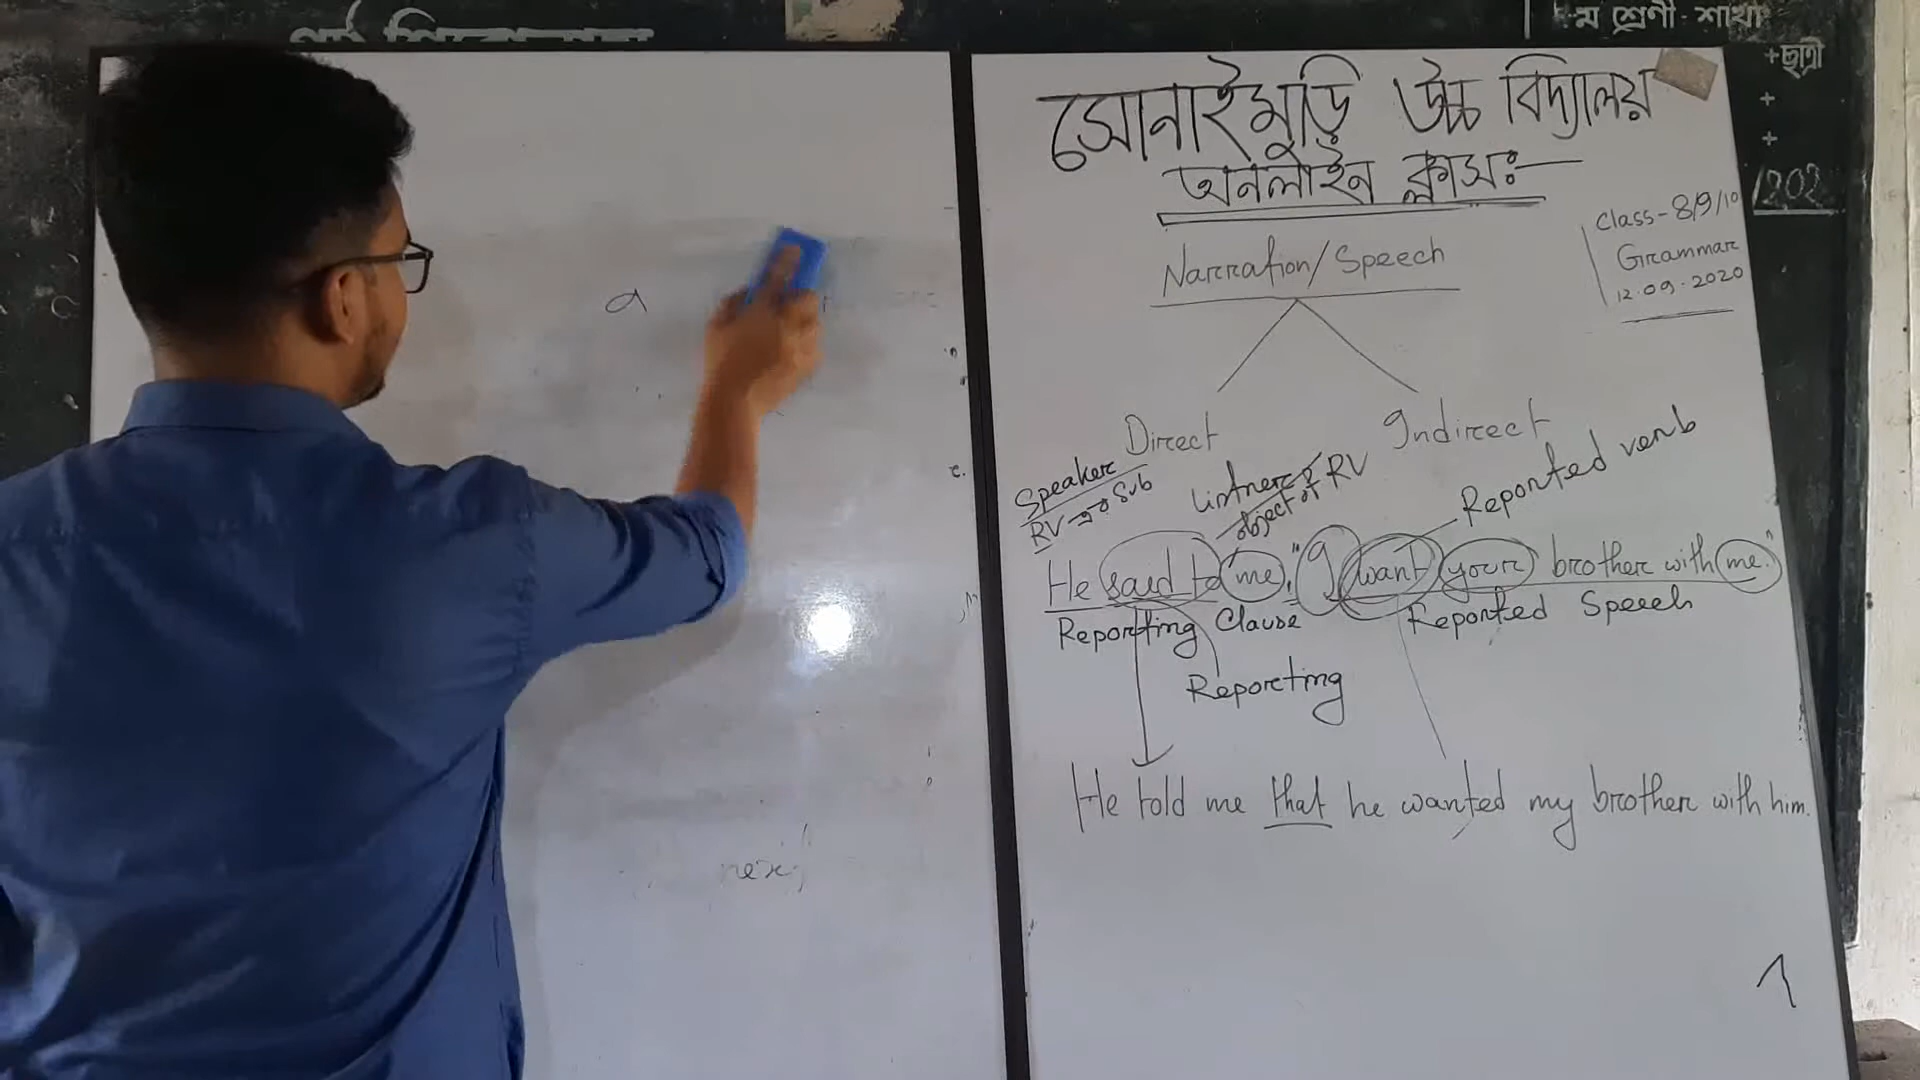 ম শ্রেণী - শাখা
+ছাত্রী
+
+
/202
a
সোনাইমুড়ি উচ্চ বিদ্যালয়
অনলাইন ক্লাসঃ-
Class-8/9/10
Grammar
12.09.2020
Narration/Speech
Direct
Indirect
Speaker
RV এর Sub
Listner &
object of RV
Reported verb
He said to me, "I want your brother with me."
Reporting Clause
Reported Speech
Reporting
He told me that he wanted my brother with him.